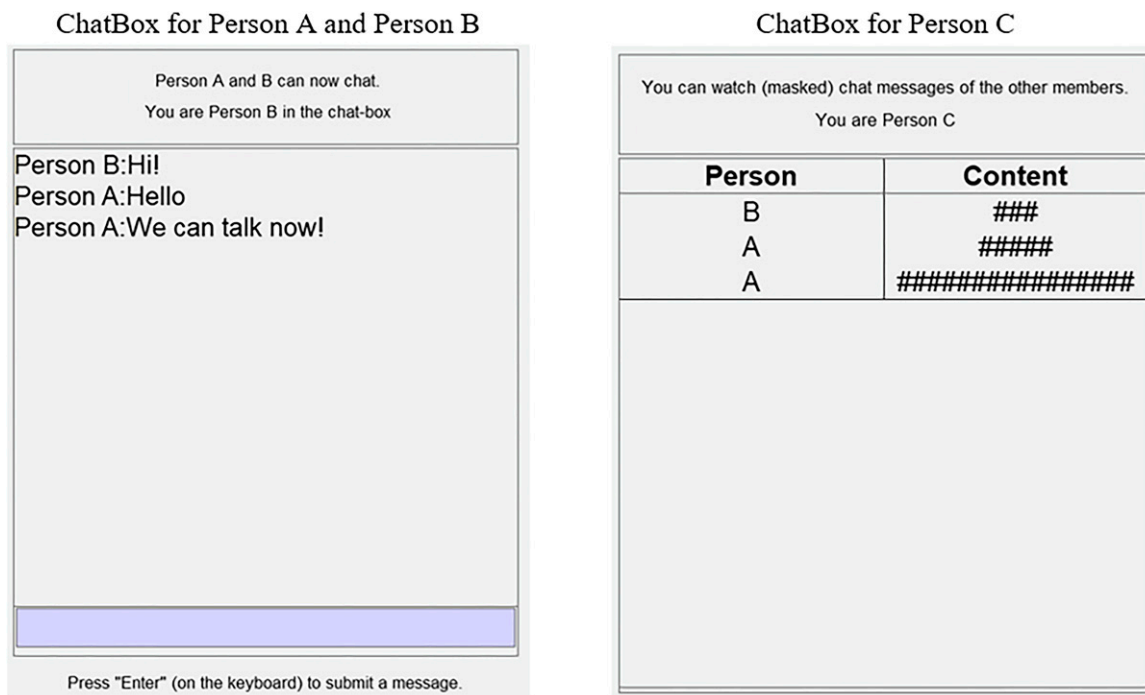 ChatBox for Person A and Person B
Person A and B can now chat.
You are Person B in the chat-box
Person B:Hi!
Person A:Hello
Person A:We can talk now!
Press "Enter" (on the keyboard) to submit a message.
ChatBox for Person C
You can watch (masked) chat messages of the other members.
You are Person C
Person Content
B ###
A #####
A ################